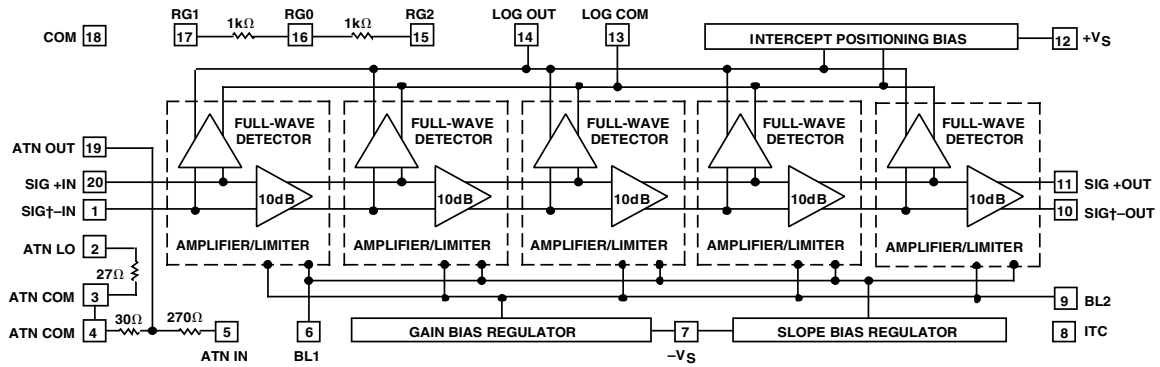 RG1 RG0 RG2 LOG OUT LOG COM
1kΩ 1kΩ
COM 18 17 16 15 14 13 INTERCEPT POSITIONING BIAS 12 +VS
FULL-WAVE DETECTOR
FULL-WAVE DETECTOR
FULL-WAVE DETECTOR
FULL-WAVE DETECTOR
FULL-WAVE DETECTOR
ATN OUT 19
SIG +IN 20
SIG†–IN 1
10dB 10dB 10dB 10dB 10dB
11 SIG +OUT
10 SIG†–OUT
AMPLIFIER/LIMITER AMPLIFIER/LIMITER AMPLIFIER/LIMITER AMPLIFIER/LIMITER AMPLIFIER/LIMITER
ATN LO 2
27Ω
ATN COM 3
9 BL2
ATN COM 4 30Ω 270Ω 5 6 GAIN BIAS REGULATOR 7 SLOPE BIAS REGULATOR 8 ITC
ATN IN BL1 –VS